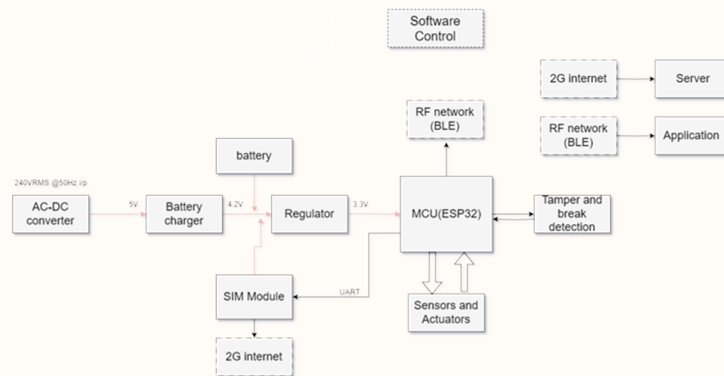 Software
Control
2G internet
Server
RF network
(BLE)
RF network
(BLE)
Application
battery
240VRMS @50Hz i/p
AC-DC
converter
5V
Battery
charger
4.2V
Regulator
3.3V
MCU(ESP32)
Tamper and
break
detection
SIM Module
UART
Sensors and
Actuators
2G internet